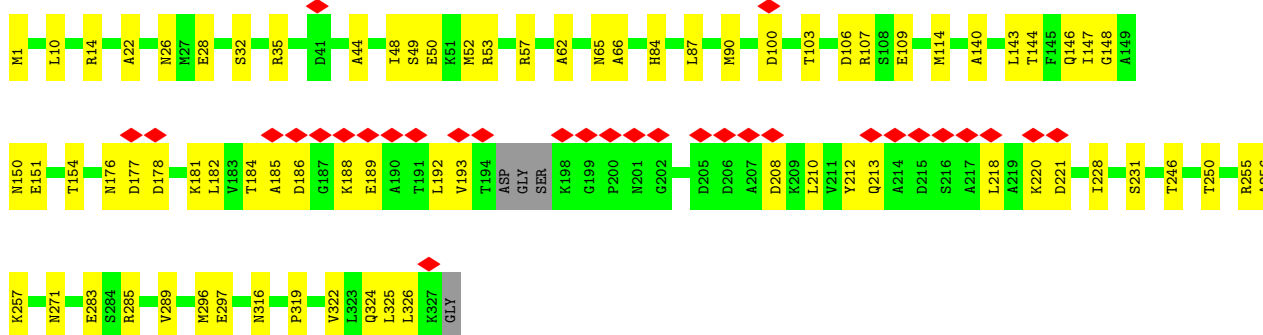 M1 L10 R14 A22 N26 M27 E28 S32 R35 D41 A44 I48 S49 E50 K51 M52 R53 R57 A62 N65 A66 H84 L87 M90 D100 T103 D106 R107 S108 E109 M114 A140 L143 T144 F145 Q146 I147 G148 A149
N150 E151 T154 N176 D177 D178 K181 L182 V183 T184 A185 D186 G187 K188 E189 A190 T191 L192 V193 T194 ASP GLY SER K198 G199 P200 N201 G202 D205 D206 A207 D208 K209 L210 V211 Y212 Q213 A214 D215 S216 A217 L218 A219 K220 D221 I228 S231 T246 T250 R255
K257 N271 E283 S284 R285 V289 M296 E297 N316 P319 V322 L323 Q324 L325 L326 K327 GLY